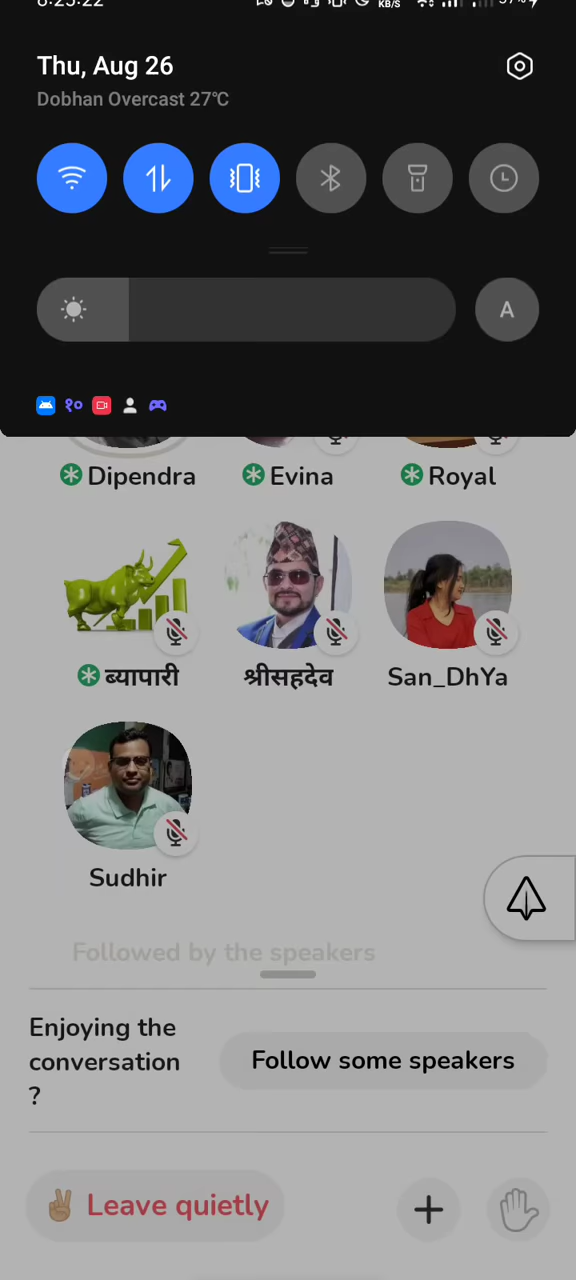 Thu, Aug 26
Dobhan Overcast 27°C
A
Dipendra Evina Royal
ब्यापारी श्रीसहदेव San_DhYa
Sudhir
Followed by the speakers
Enjoying the
conversation
?
Follow some speakers
✌🏼 Leave quietly